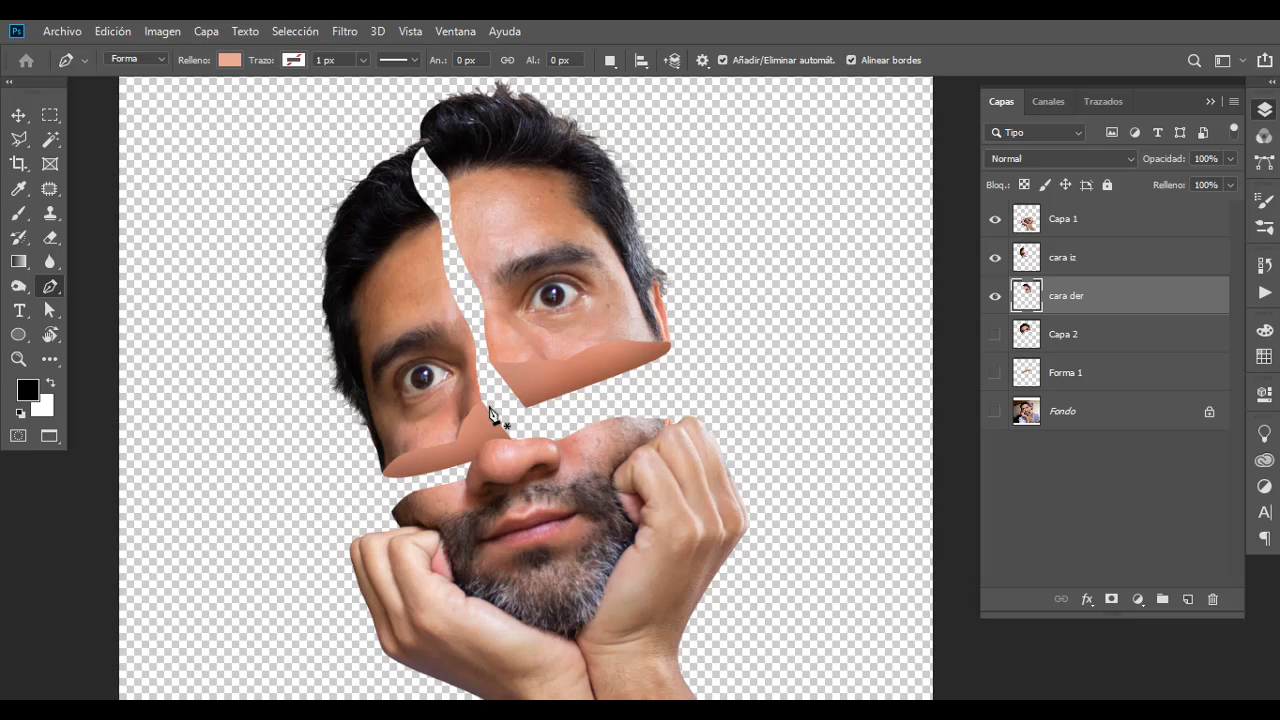 Ps Archivo Edición Imagen Capa Texto Selección Filtro 3D Vista Ventana Ayuda
Forma Relleno: Trazo: 1 px An.: 0 px Al.: 0 px Añadir/Eliminar automát. Alinear bordes
Capas Canales Trazados
Tipo
Normal Opacidad: 100%
Bloq.: Relleno: 100%
Capa 1
cara iz
cara der
Capa 2
Forma 1
Fondo